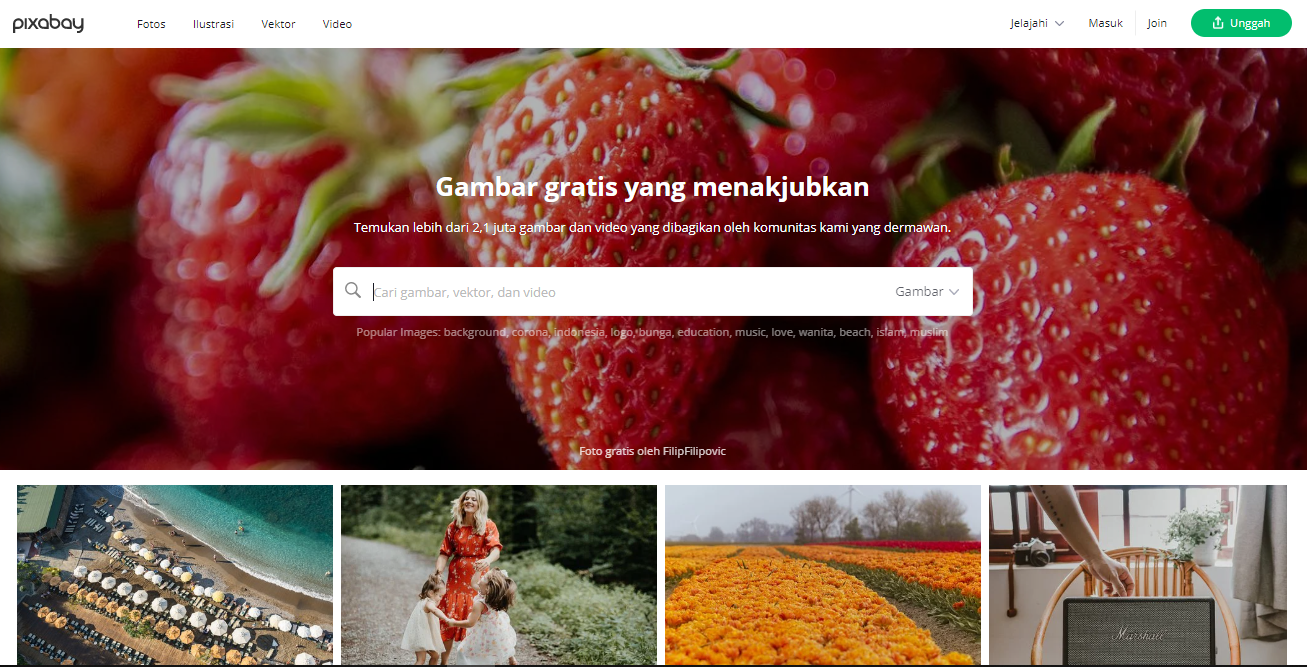 pixabay
Fotos Ilustrasi Vektor Video
Jelajahi Masuk Join Unggah
Gambar gratis yang menakjubkan
Temukan lebih dari 2,1 juta gambar dan video yang dibagikan oleh komunitas kami yang dermawan.
Cari gambar, vektor, dan video Gambar
Popular Images: background, corona, indonesia, logo, bunga, education, music, love, wanita, beach, islam, muslim
Foto gratis oleh FilipFilipovic
Marshall